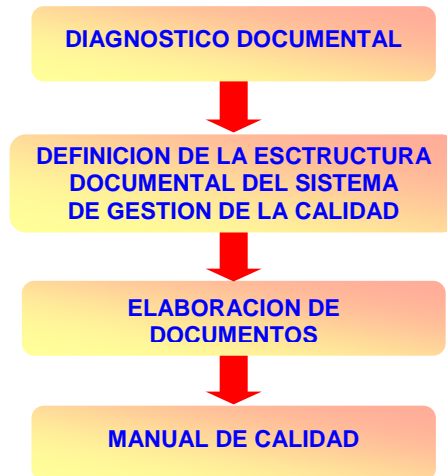 DIAGNOSTICO DOCUMENTAL
DEFINICION DE LA ESCTRUCTURA
DOCUMENTAL DEL SISTEMA
DE GESTION DE LA CALIDAD
ELABORACION DE
DOCUMENTOS
MANUAL DE CALIDAD